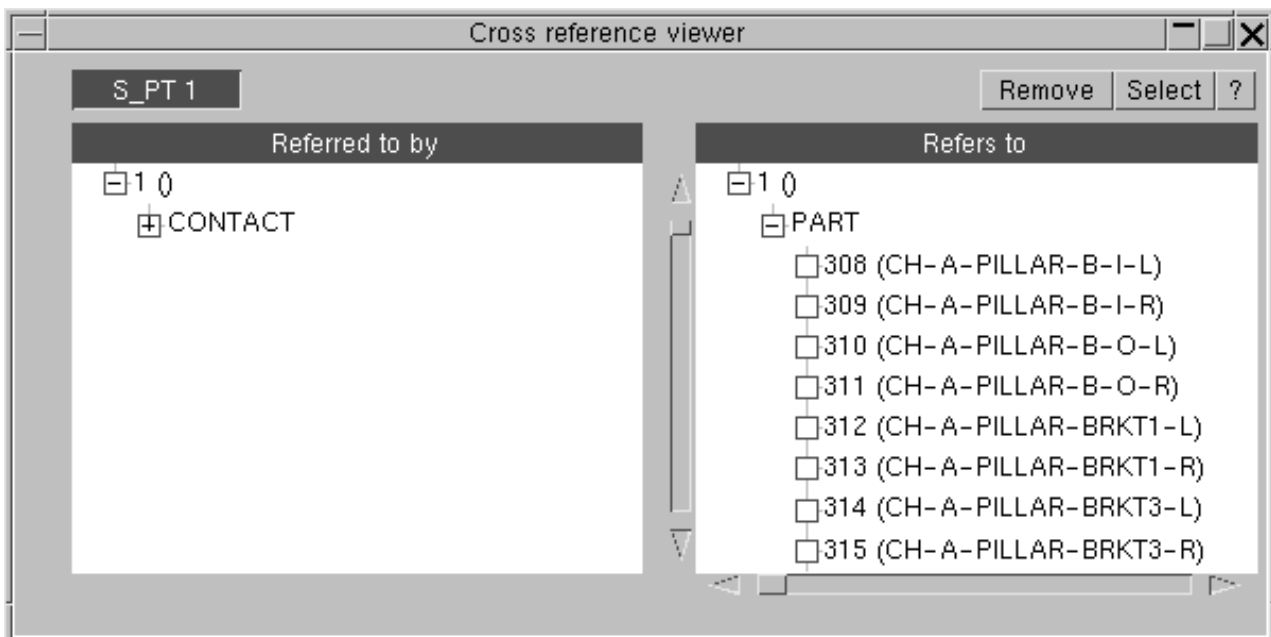 Cross reference viewer
S_PT 1
Remove
Select
?
Referred to by
1 ()
CONTACT
Refers to
1 ()
PART
308 (CH-A-PILLAR-B-I-L)
309 (CH-A-PILLAR-B-I-R)
310 (CH-A-PILLAR-B-O-L)
311 (CH-A-PILLAR-B-O-R)
312 (CH-A-PILLAR-BRKT1-L)
313 (CH-A-PILLAR-BRKT1-R)
314 (CH-A-PILLAR-BRKT3-L)
315 (CH-A-PILLAR-BRKT3-R)